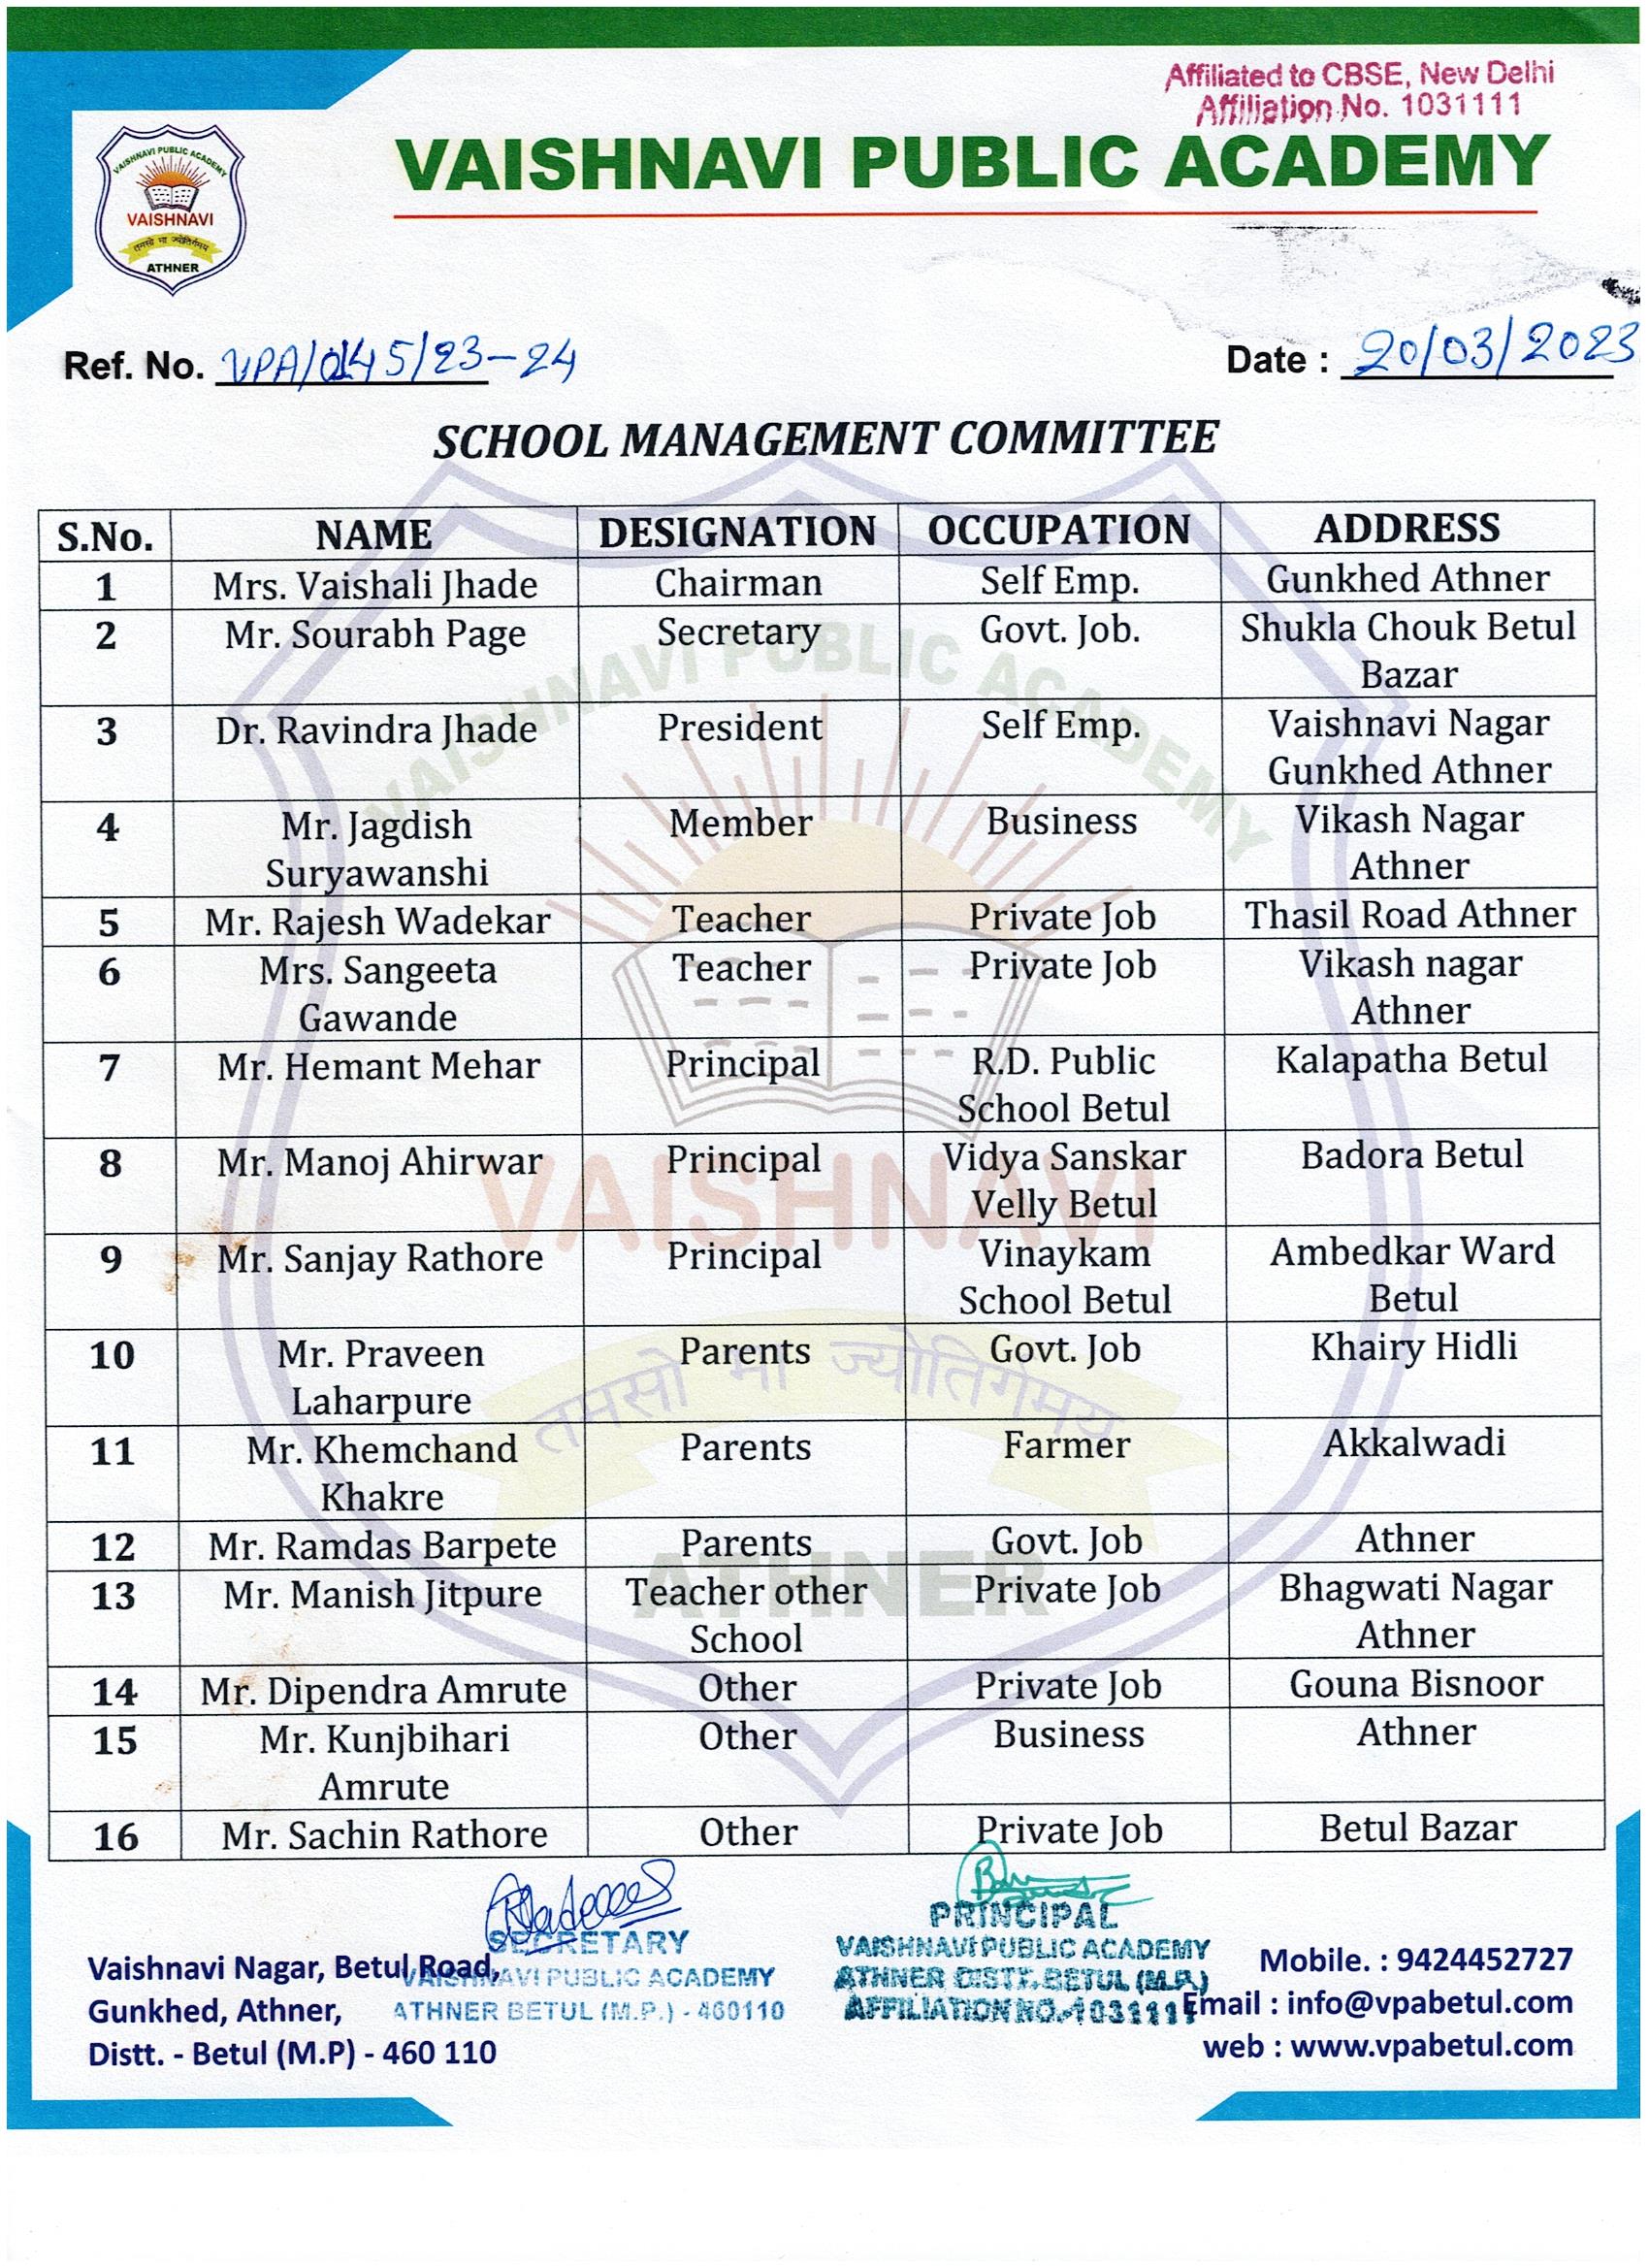 Affiliated to CBSE, New Delhi
Affiliation No. 1031111
VAISHNAVI PUBLIC ACADEMY
VAISHNAVI PUBLIC ACADEMY
VAISHNAVI
तमसो मा ज्योतिर्गमय
ATHNER
Ref. No. VPA/0145/23-24 Date : 20/03/2023
SCHOOL MANAGEMENT COMMITTEE
S.No. NAME DESIGNATION OCCUPATION ADDRESS
1 Mrs. Vaishali Jhade Chairman Self Emp. Gunkhed Athner
2 Mr. Sourabh Page Secretary Govt. Job. Shukla Chouk Betul
Bazar
3 Dr. Ravindra Jhade President Self Emp. Vaishnavi Nagar
Gunkhed Athner
4 Mr. Jagdish Member Business Vikash Nagar
Suryawanshi Athner
5 Mr. Rajesh Wadekar Teacher Private Job Thasil Road Athner
6 Mrs. Sangeeta Teacher Private Job Vikash nagar
Gawande Athner
7 Mr. Hemant Mehar Principal R.D. Public Kalapatha Betul
School Betul
8 Mr. Manoj Ahirwar Principal Vidya Sanskar Badora Betul
Velly Betul
9 Mr. Sanjay Rathore Principal Vinaykam Ambedkar Ward
School Betul Betul
10 Mr. Praveen Parents Govt. Job Khairy Hidli
Laharpure
11 Mr. Khemchand Parents Farmer Akkalwadi
Khakre
12 Mr. Ramdas Barpete Parents Govt. Job Athner
13 Mr. Manish Jitpure Teacher other Private Job Bhagwati Nagar
School Athner
14 Mr. Dipendra Amrute Other Private Job Gouna Bisnoor
15 Mr. Kunjbihari Other Business Athner
Amrute
16 Mr. Sachin Rathore Other Private Job Betul Bazar
VAISHNAVI PUBLIC ACADEMY
VAISHNAVI
तमसो मा ज्योतिर्गमय
ATHNER
SECRETARY
VAISHNAVI PUBLIC ACADEMY
ATHNER BETUL (M.P.) - 460110
PRINCIPAL
VAISHNAVI PUBLIC ACADEMY
ATHNER DISTT. BETUL (M.P.)
AFFILIATION NO. 1031111
Vaishnavi Nagar, Betul Road,
Gunkhed, Athner,
Distt. - Betul (M.P) - 460 110
Mobile. : 9424452727
Email : info@vpabetul.com
web : www.vpabetul.com